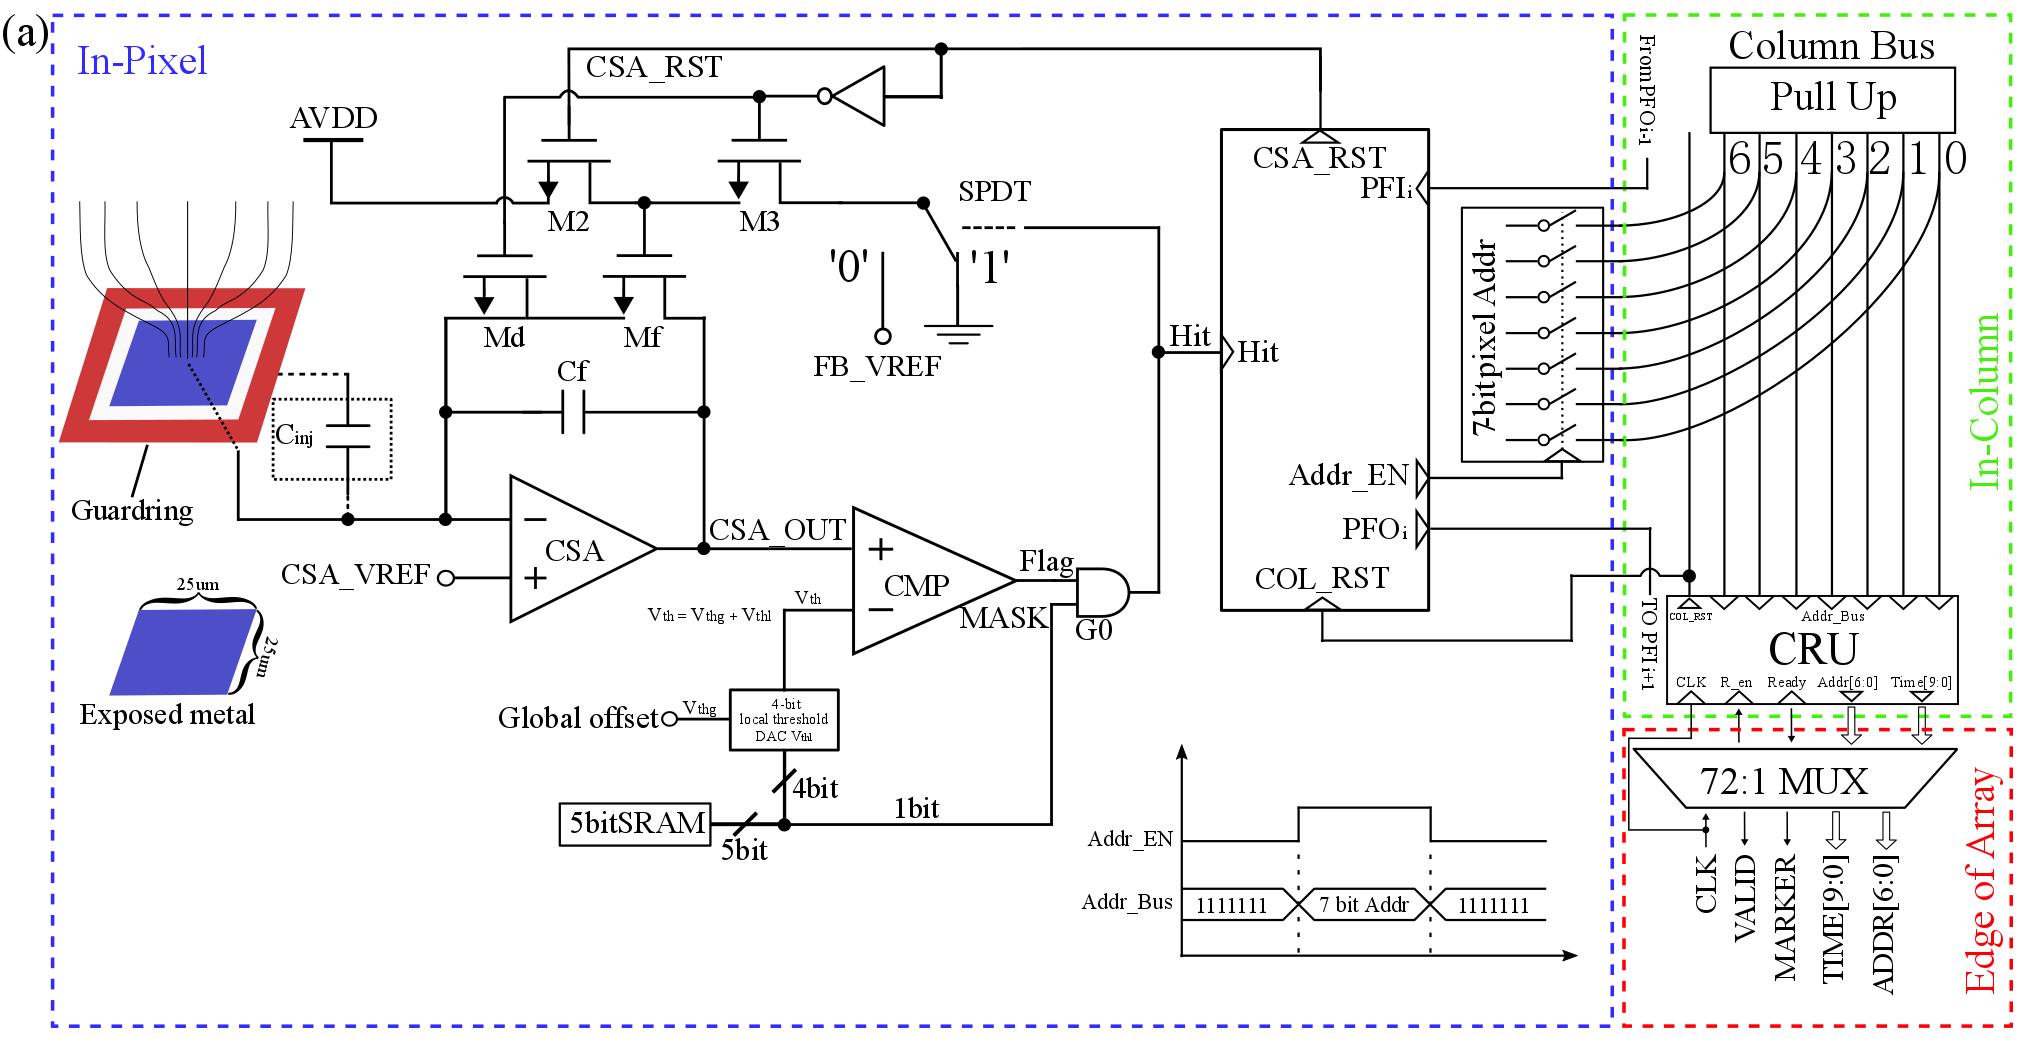 (a)
In-Pixel
CSA_RST
AVDD
M2
M3
SPDT
'0'
'1'
FB_VREF
Md
Mf
Cf
Cinj
Guardring
CSA
CSA_VREF
CSA_OUT
CMP
Flag
MASK
G0
Vth = Vthg + Vthl
Vth
25um
25um
Exposed metal
Global offset
Vthg
4-bit
local threshold
DAC Vthl
4bit
5bitSRAM
5bit
1bit
Hit
Hit
CSA_RST
PFIi
Addr_EN
PFOi
COL_RST
7-bitpixel Addr
Addr_EN
Addr_Bus
1111111
7 bit Addr
1111111
FromPFOi-1
Column Bus
Pull Up
6 5 4 3 2 1 0
In-Column
TO PFIi+1
COL_RST
Addr_Bus
CRU
CLK R_en Ready Addr[6:0] Time[9:0]
72:1 MUX
CLK
VALID
MARKER
TIME[9:0]
ADDR[6:0]
Edge of Array